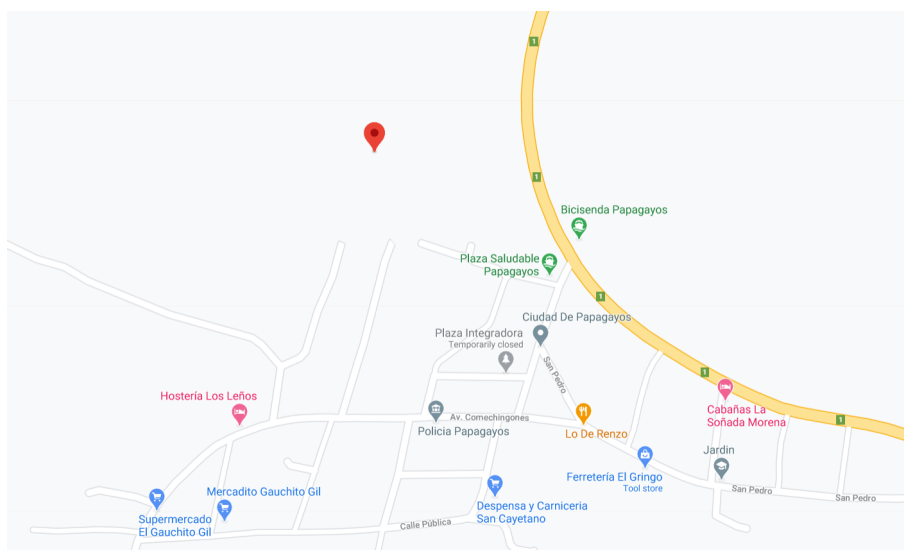 1
1
Bicisenda Papagayos
Plaza Saludable
Papagayos
1
Ciudad De Papagayos
Plaza Integradora
Temporarily closed
San Pedro
1
Hostería Los Leños
Cabañas La
Soñada Morena
Av. Comechingones
1
Policia Papagayos
Lo De Renzo
Jardin
Ferretería El Gringo
Tool store
Mercadito Gauchito Gil
San Pedro
San Pedro
Despensa y Carniceria
San Cayetano
Supermercado
El Gauchito Gil
Calle Pública